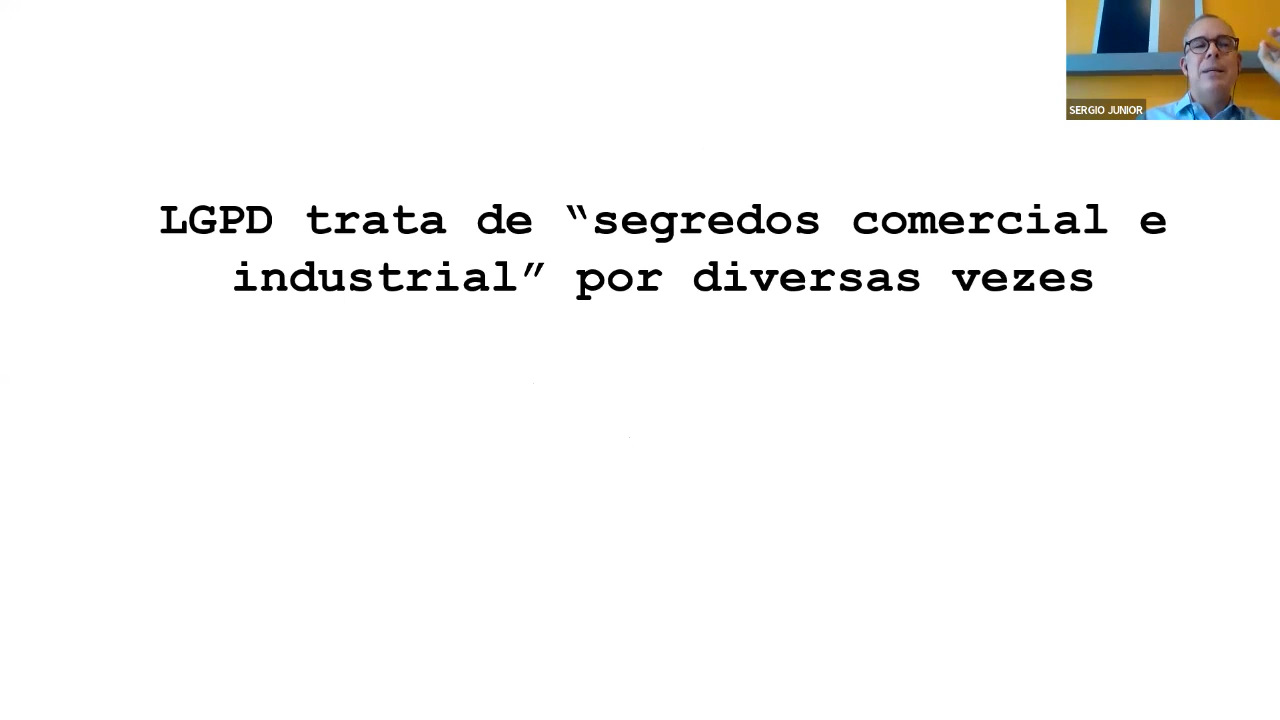 SERGIO JUNIOR
LGPD trata de “segredos comercial e
industrial” por diversas vezes